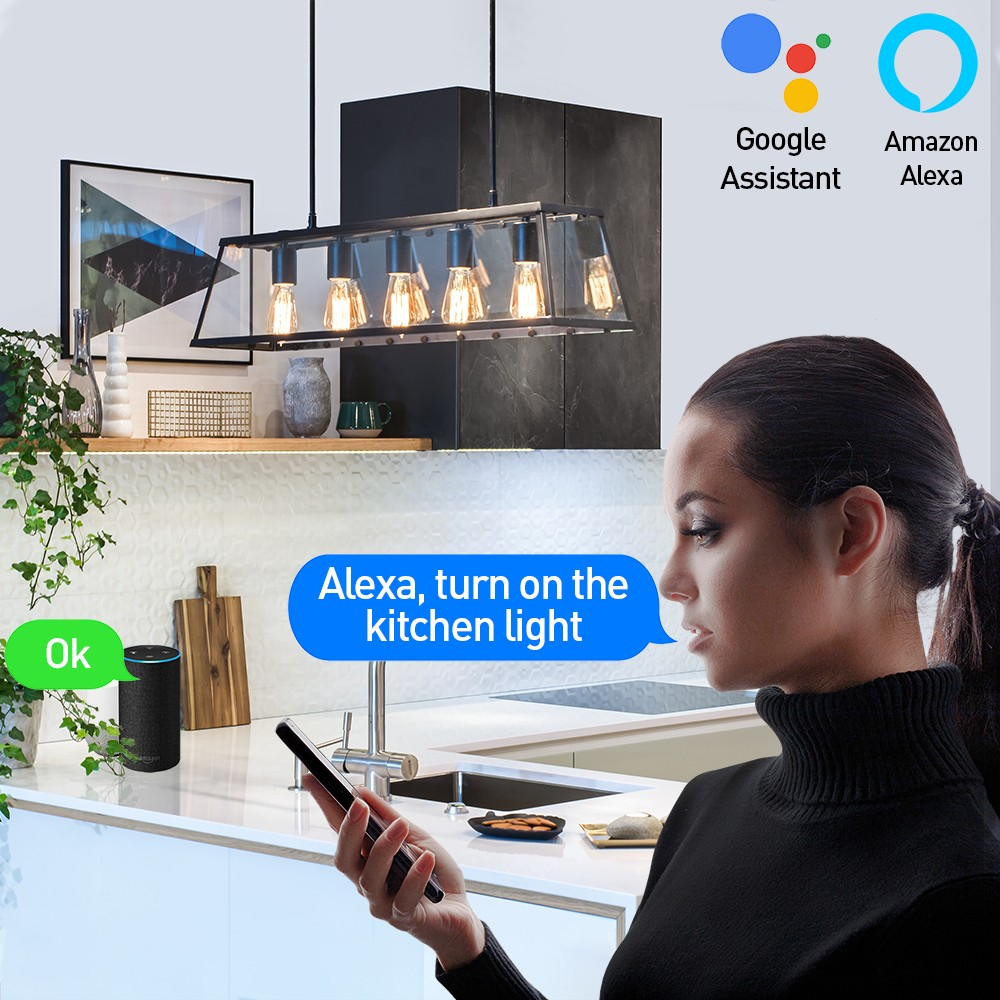 Google
Assistant
Amazon
Alexa
Alexa, turn on the
kitchen light
Ok